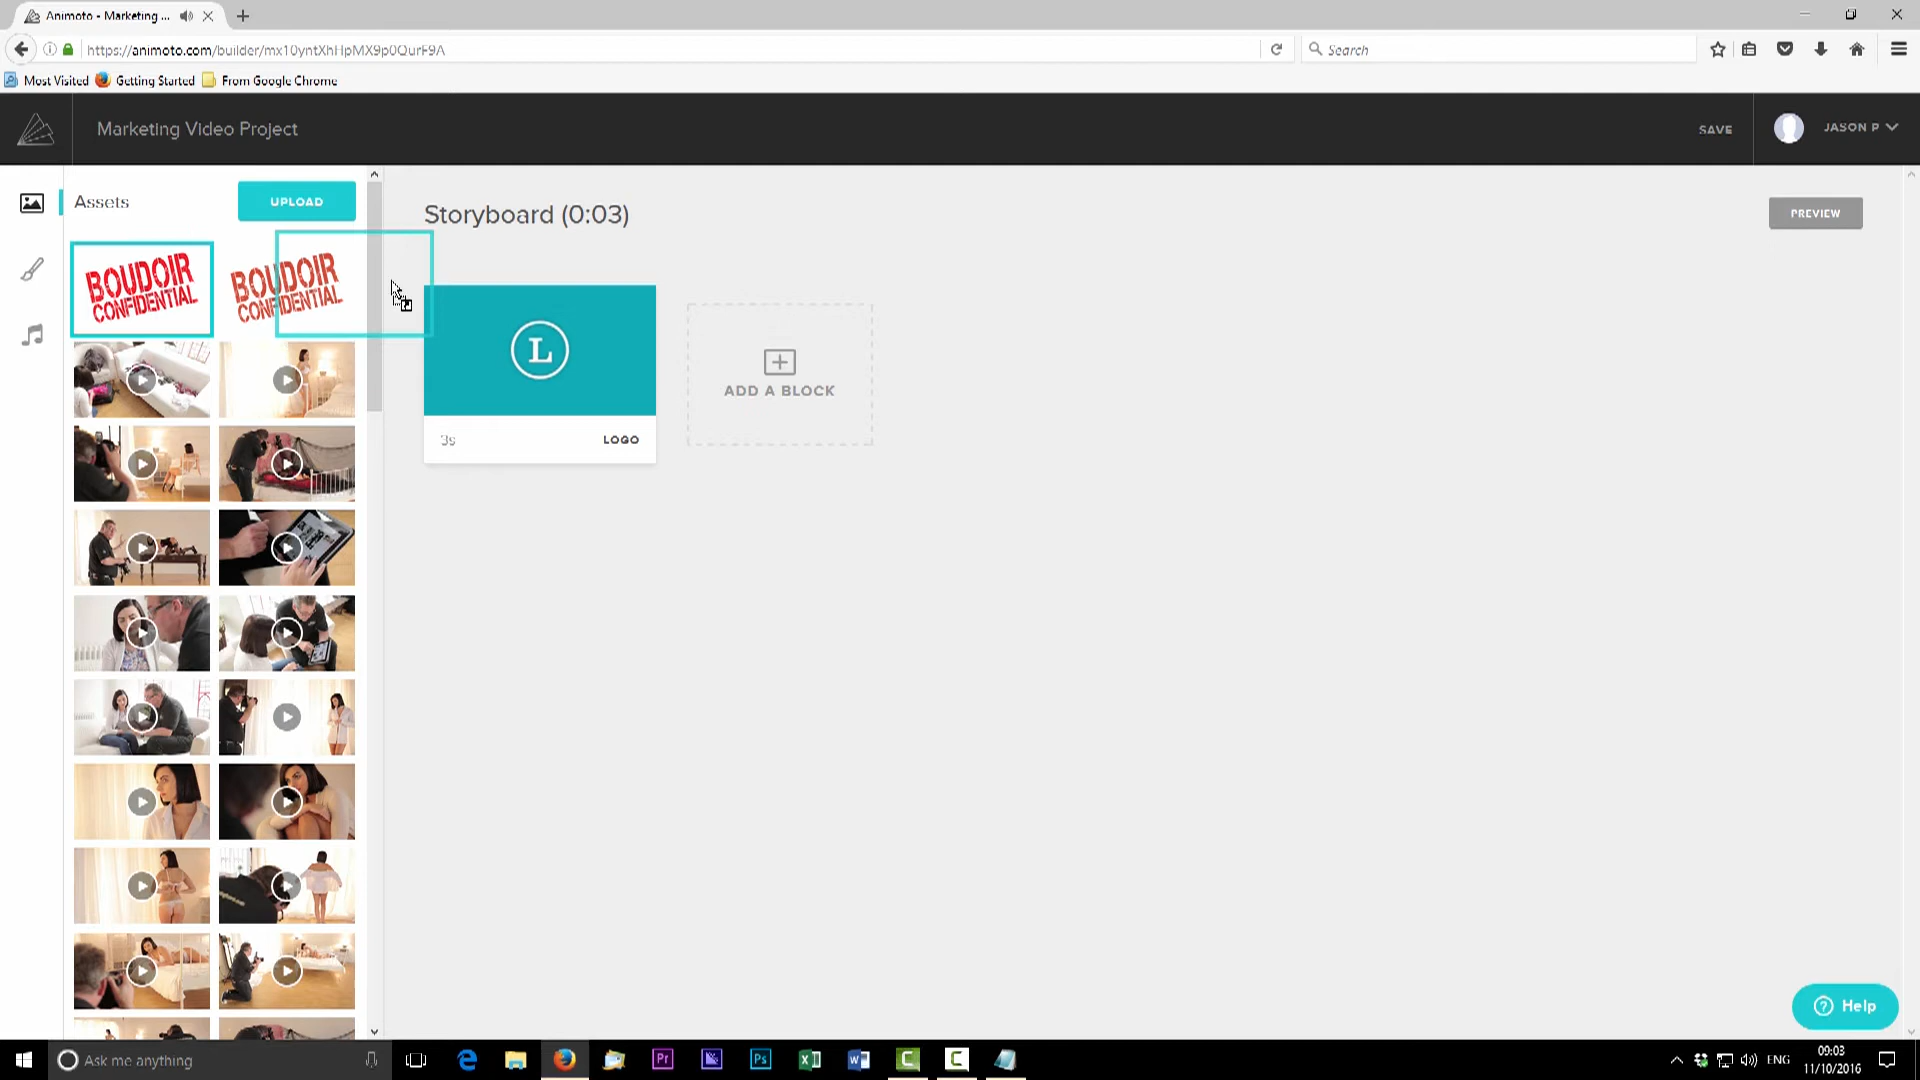 Animoto - Marketing ...
https://animoto.com/builder/mx10yntXhHpMX9p0QurF9A
Search
Most Visited
Getting Started
From Google Chrome
Marketing Video Project
SAVE
JASON P
Assets
UPLOAD
Storyboard (0:03)
PREVIEW
BOUDOIR
CONFIDENTIAL
BOUDOIR
CONFIDENTIAL
L
3s
LOGO
ADD A BLOCK
Help
Ask me anything
Pr
Ps
ENG
09:03
11/10/2016